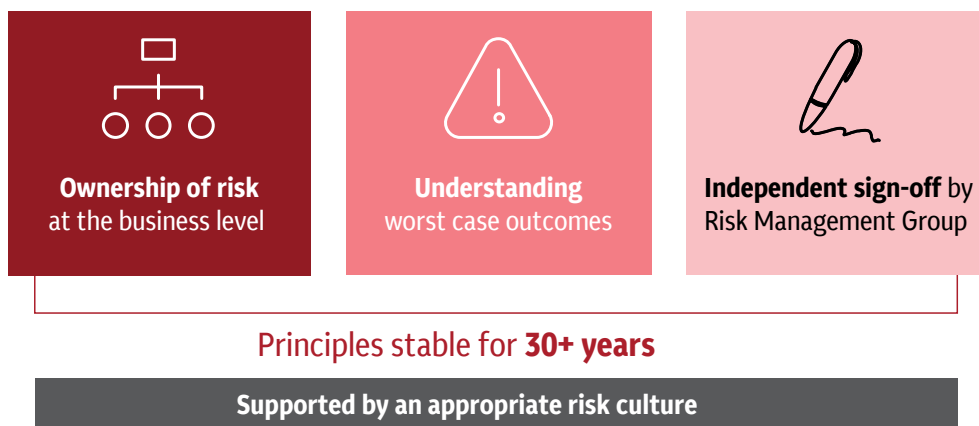 Ownership of risk
at the business level
Understanding
worst case outcomes
Independent sign-off by
Risk Management Group
Principles stable for 30+ years
Supported by an appropriate risk culture